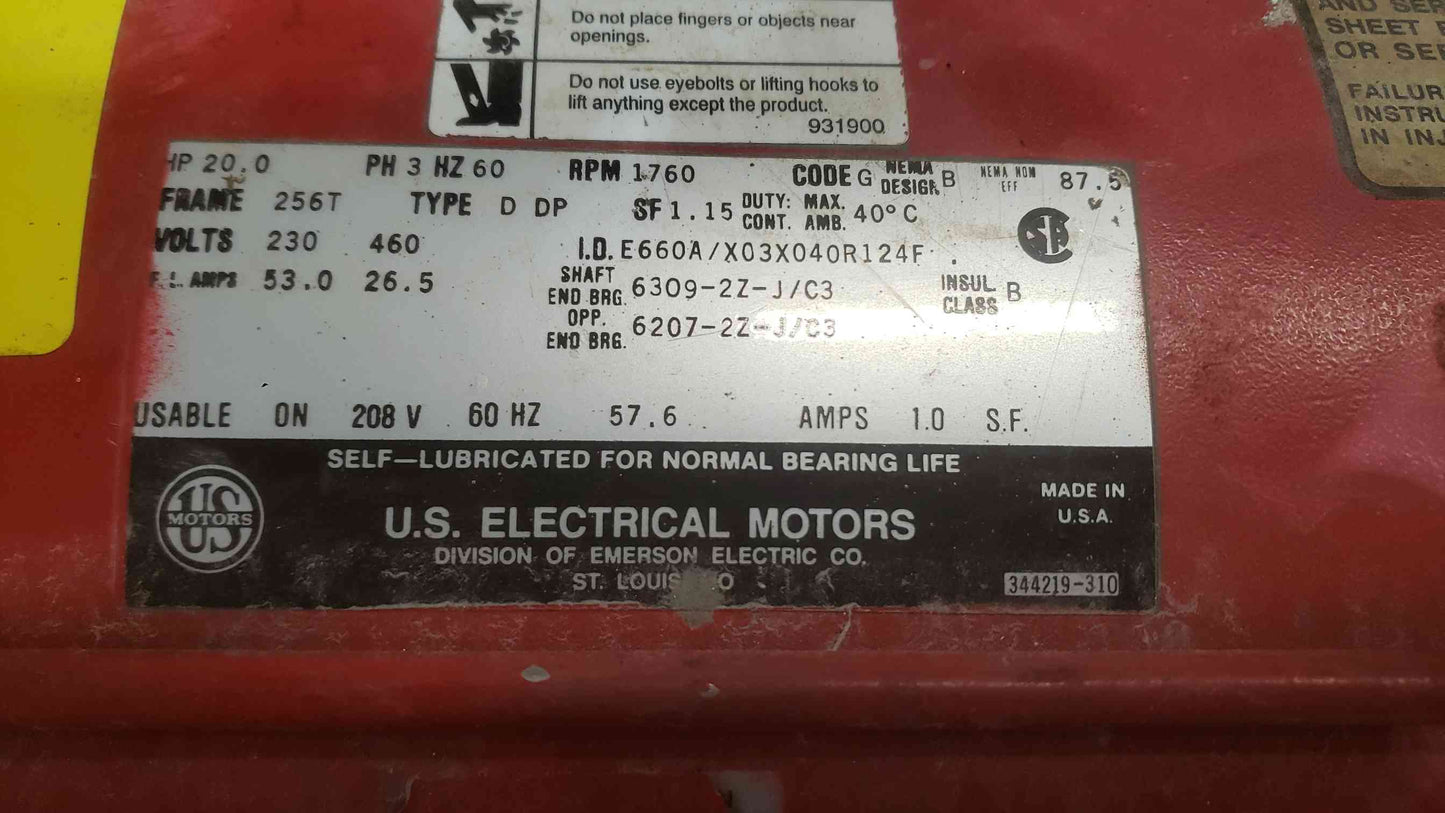 Do not place fingers or objects near
openings.
Do not use eyebolts or lifting hooks to
lift anything except the product.
931900
AND
SHEET
OR
IN
HP 20.0 PH 3 HZ 60 RPM 1760 CODE G NEMA DESIGN B NEMA NOM EFF 87.5
FRAME 256T TYPE D DP SF 1.15 DUTY: MAX. CONT. AMB. 40° C
VOLTS 230 460 I.D. E660A/X03X040R124F
SA
F.L. AMPS 53.0 26.5 SHAFT END BRG. 6309-2Z-J/C3 INSUL CLASS B
OPP. END BRG. 6207-2Z-J/C3
USABLE ON 208 V 60 HZ 57.6 AMPS 1.0 S.F.
SELF-LUBRICATED FOR NORMAL BEARING LIFE
US
MOTORS
U.S. ELECTRICAL MOTORS
DIVISION OF EMERSON ELECTRIC CO.
ST. LOUIS
MADE IN
U.S.A.
344219-310